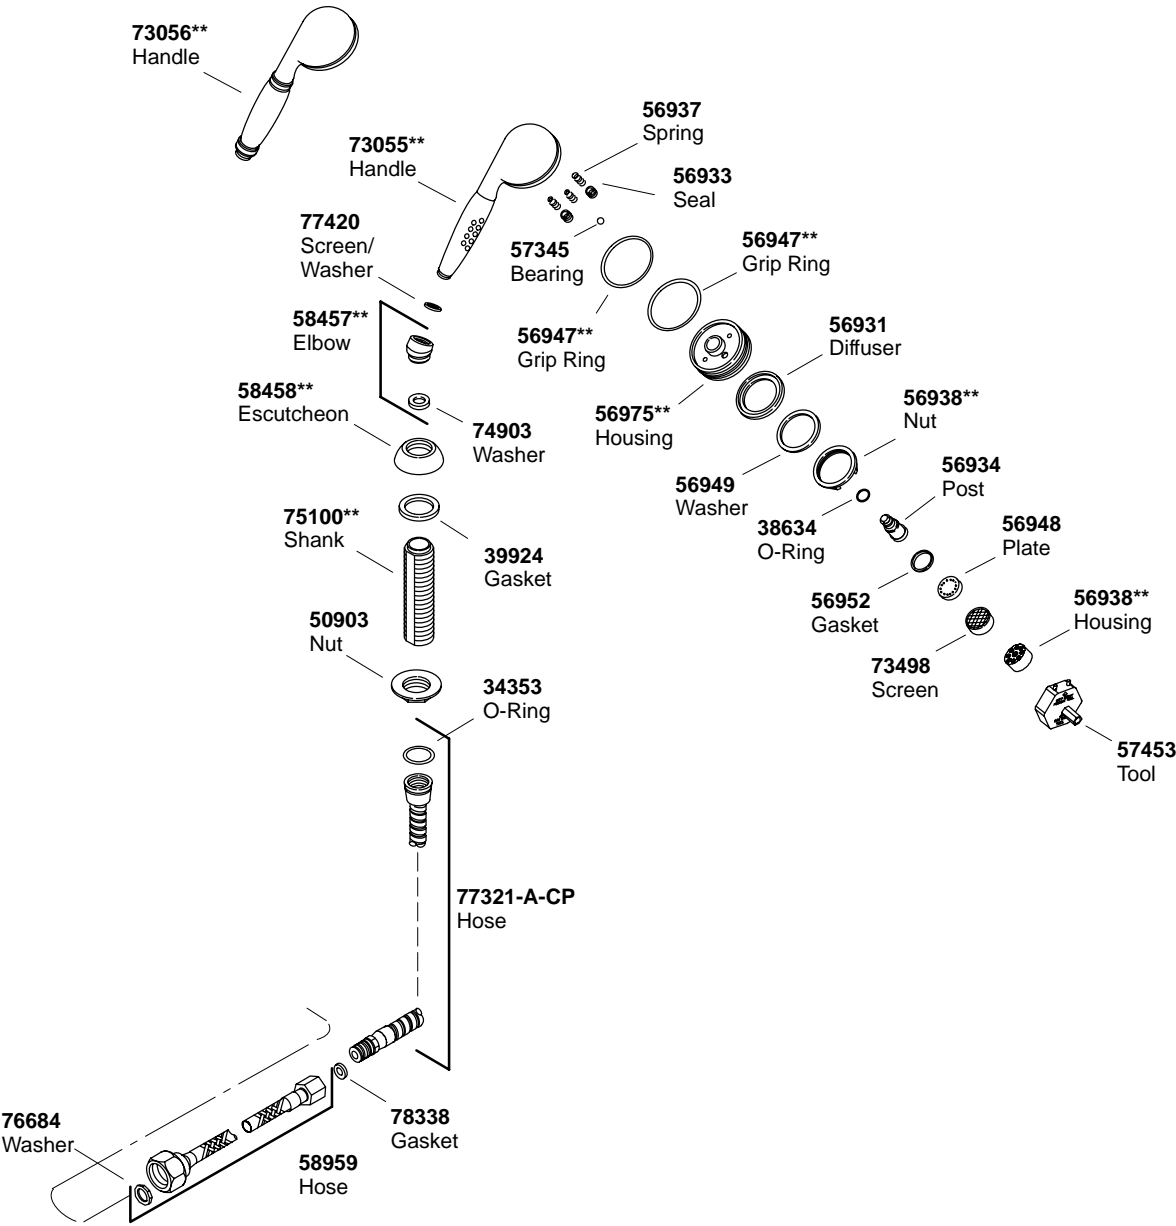 73056**
Handle
56937
Spring
73055**
Handle
56933
Seal
77420
Screen/
Washer
57345
Bearing
56947**
Grip Ring
58457**
Elbow
56947**
Grip Ring
56931
Diffuser
58458**
Escutcheon
56975**
Housing
56938**
Nut
74903
Washer
56949
Washer
56934
Post
75100**
Shank
38634
O-Ring
56948
Plate
39924
Gasket
56952
Gasket
56938**
Housing
50903
Nut
73498
Screen
34353
O-Ring
57453
Tool
77321-A-CP
Hose
76684
Washer
78338
Gasket
58959
Hose